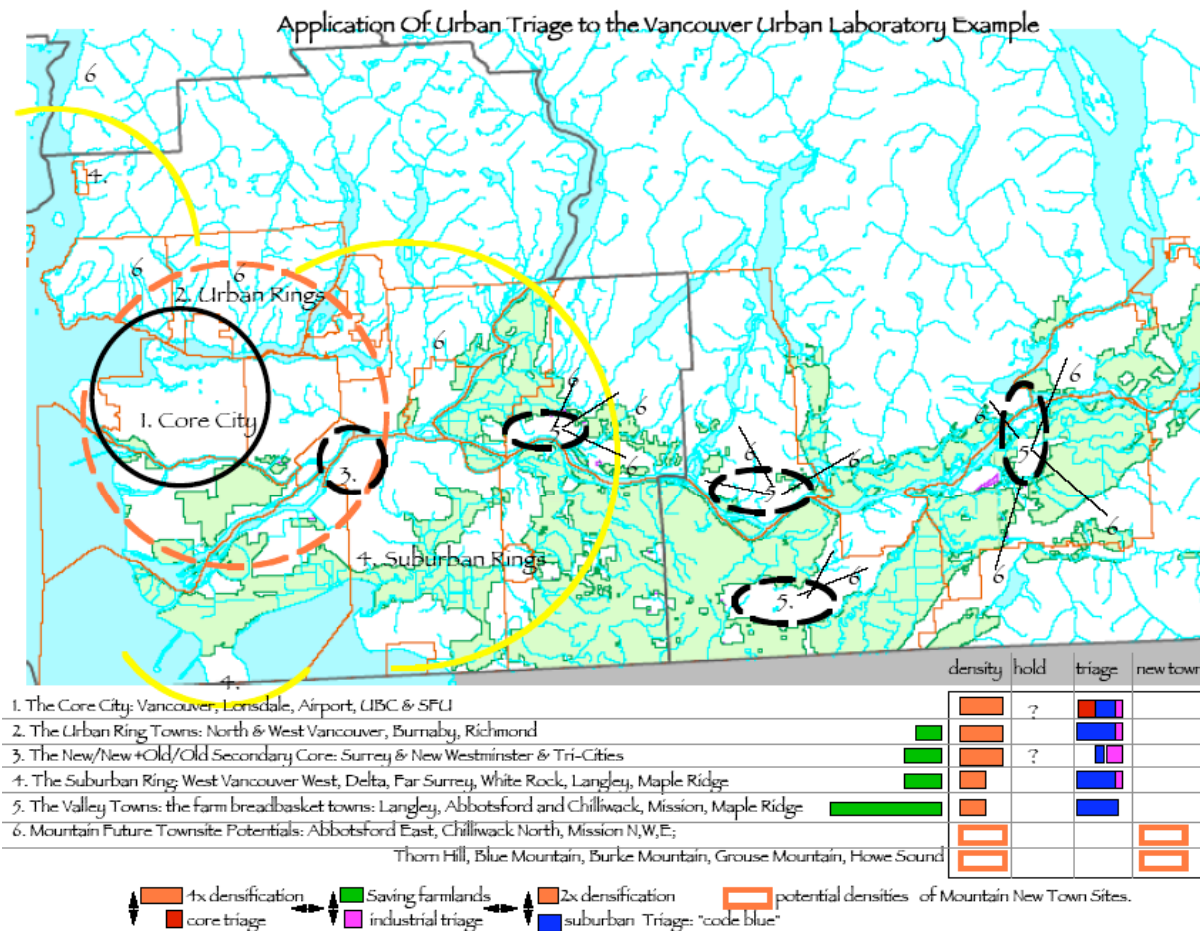 Application Of Urban Triage to the Vancouver Urban Laboratory Example
6
4.
6
6
2. Urban Rings
6
6
6
1. Core City
5.
6
6
3.
6
5.
6
6
5.
6
6
4. Suburban Rings
6
5.
6
4.
density hold triage new town
1. The Core City: Vancouver, Lonsdale, Airport, UBC & SFU
?
2. The Urban Ring Towns: North & West Vancouver, Burnaby, Richmond
3. The New/New +Old/Old Secondary Core: Surrey & New Westminster & Tri-Cities
?
4. The Suburban Ring: West Vancouver West, Delta, Far Surrey, White Rock, Langley, Maple Ridge
5. The Valley Towns: the farm breadbasket towns: Langley, Abbotsford and Chilliwack, Mission, Maple Ridge
6. Mountain Future Townsite Potentials: Abbotsford East, Chilliwack North, Mission N,W,E;
Thorn Hill, Blue Mountain, Burke Mountain, Grouse Mountain, Howe Sound
4x densification Saving farmlands 2x densification potential densities of Mountain New Town Sites.
core triage industrial triage suburban Triage: "code blue"